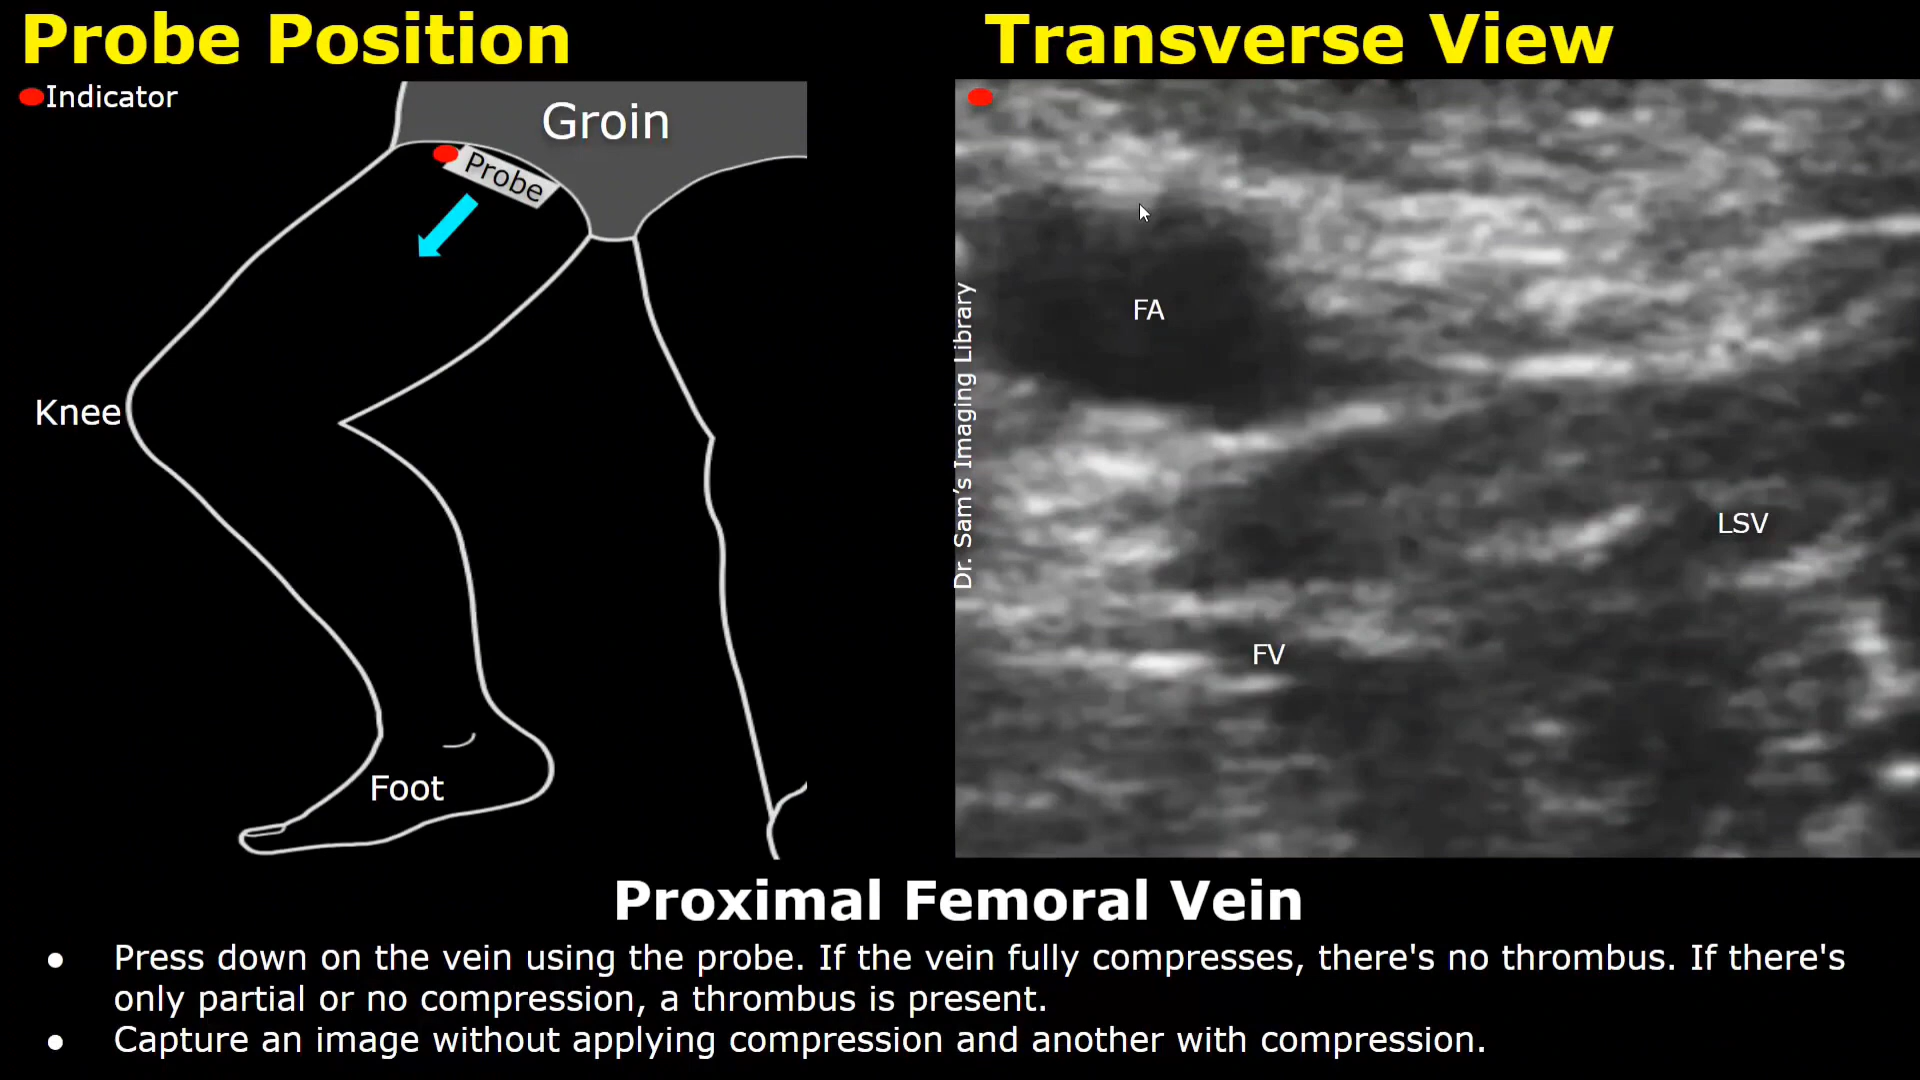 Probe Position
Transverse View
Indicator
Groin
Probe
Knee
Foot
FA
LSV
FV
Dr. Sam’s Imaging Library
Proximal Femoral Vein
● Press down on the vein using the probe. If the vein fully compresses, there's no thrombus. If there's
only partial or no compression, a thrombus is present.
● Capture an image without applying compression and another with compression.